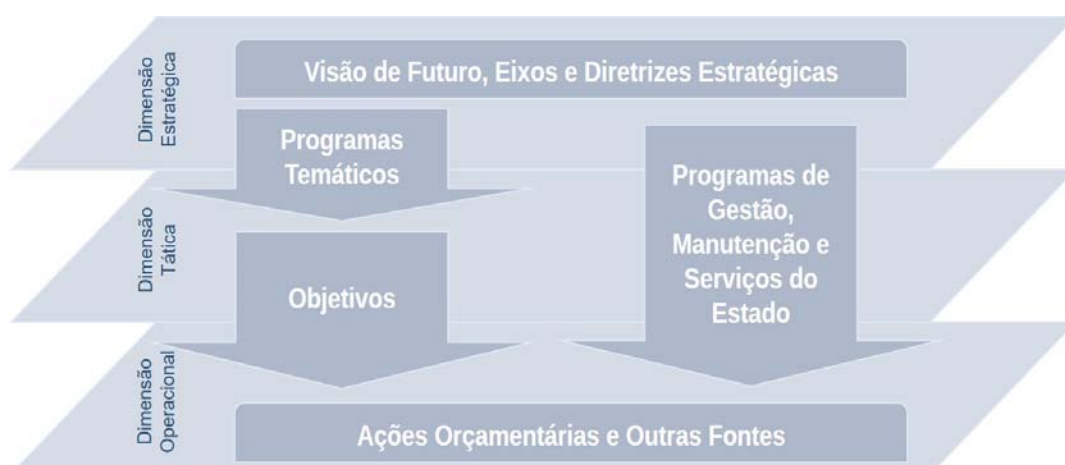 Dimensão
Estratégica
Visão de Futuro, Eixos e Diretrizes Estratégicas
Programas
Temáticos
Programas de
Gestão,
Manutenção e
Serviços do
Estado
Dimensão
Tática
Objetivos
Dimensão
Operacional
Ações Orçamentárias e Outras Fontes